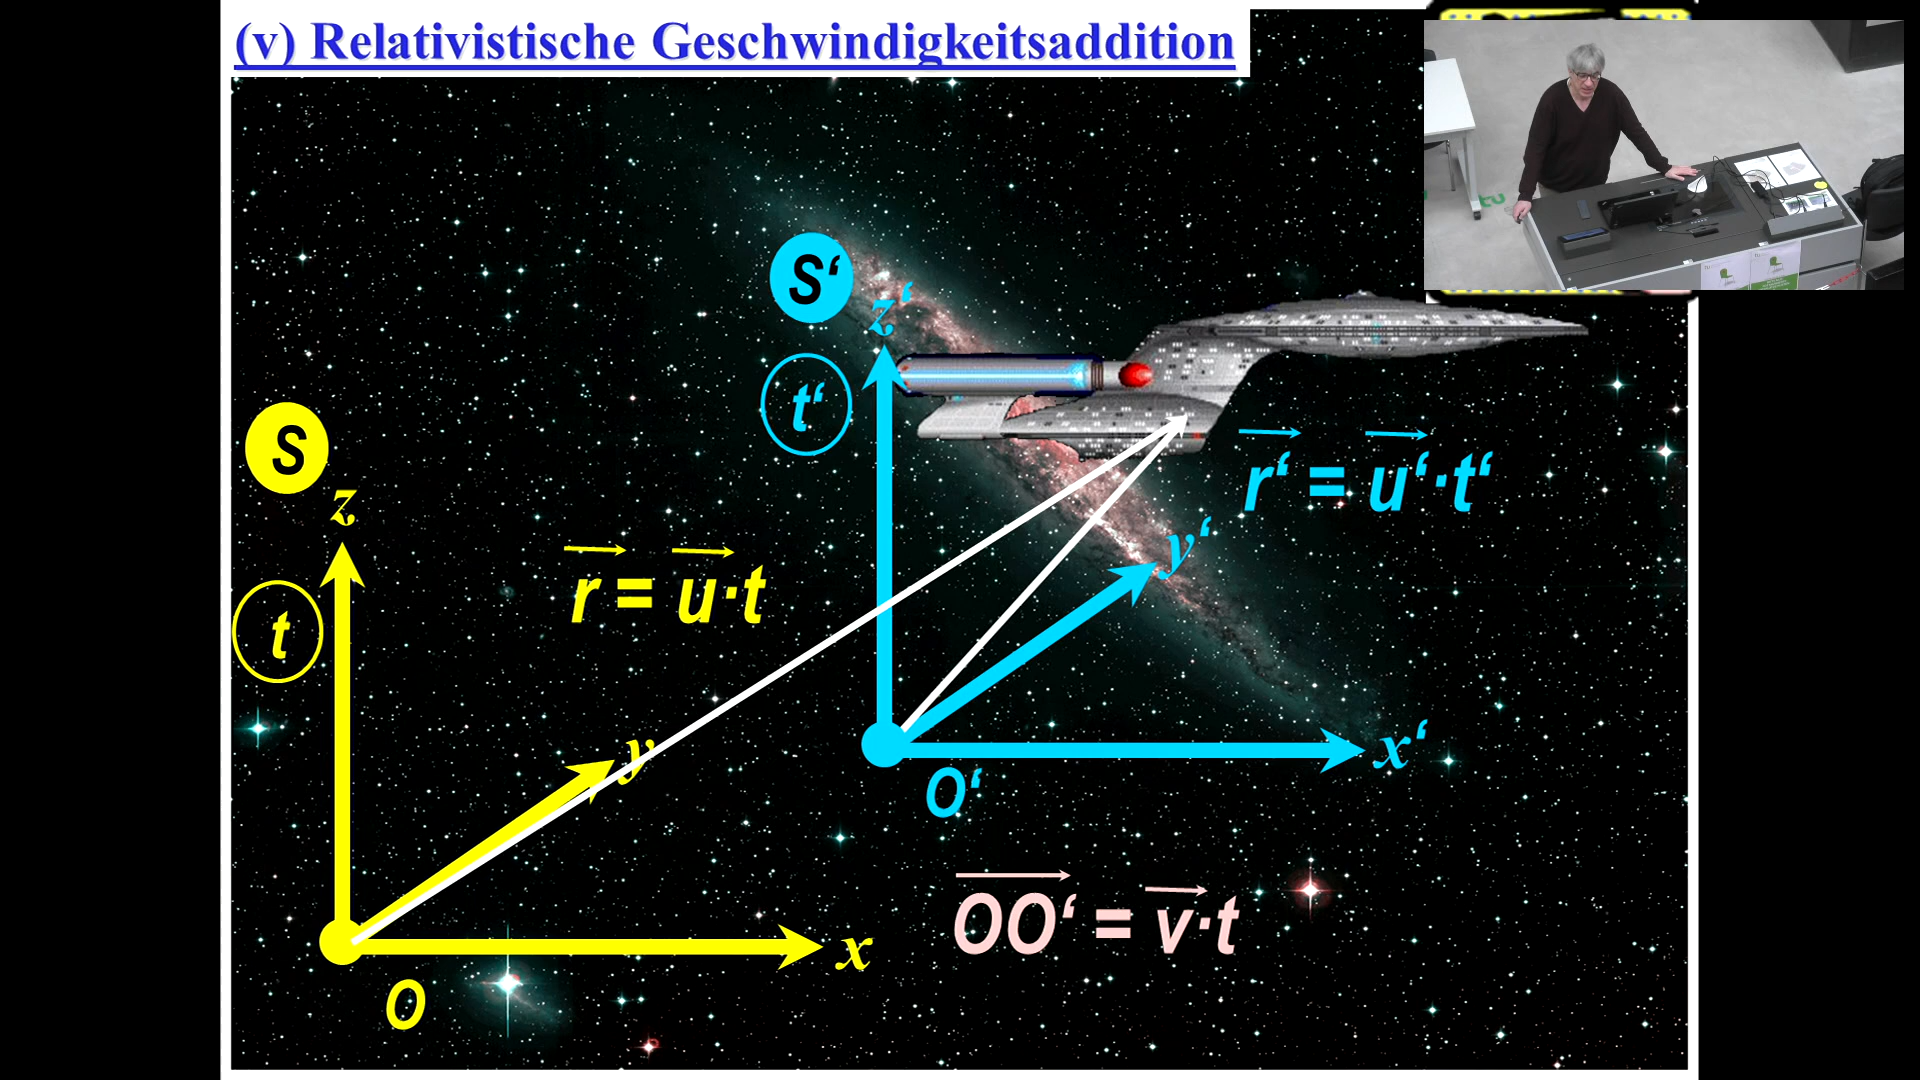 (v) Relativistische Geschwindigkeitsaddition
S‘
z‘
t‘
S
z
r‘ = u‘·t‘
y‘
r = u·t
t
y
x‘
O‘
OO‘ = v·t
x
O